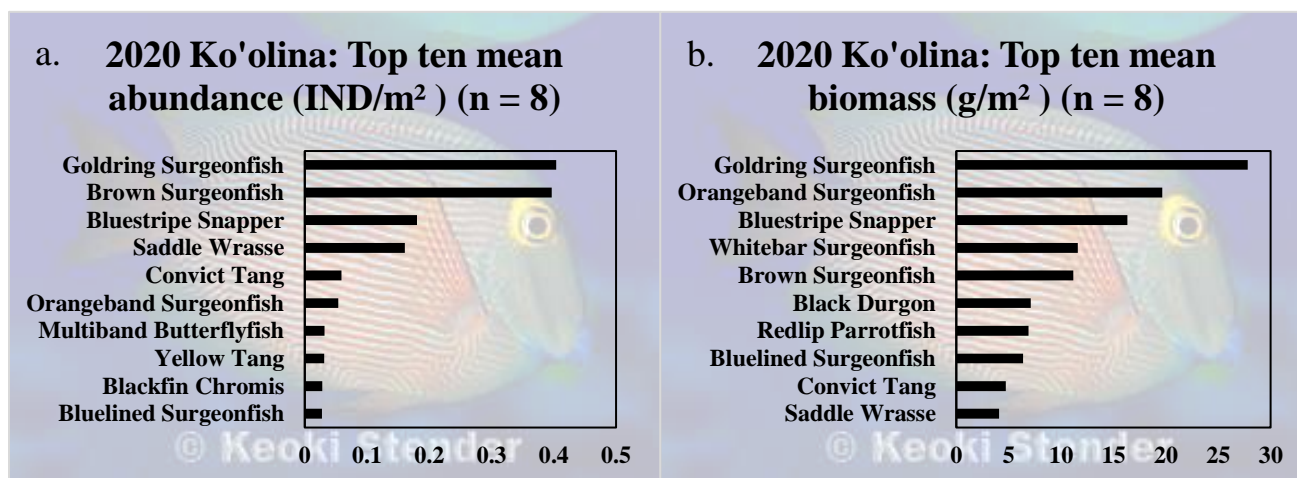 a. 2020 Ko'olina: Top ten mean
abundance (IND/m² ) (n = 8)
Goldring Surgeonfish
Brown Surgeonfish
Bluestripe Snapper
Saddle Wrasse
Convict Tang
Orangeband Surgeonfish
Multiband Butterflyfish
Yellow Tang
Blackfin Chromis
Bluelined Surgeonfish
0 0.1 0.2 0.3 0.4 0.5
© Keoki Stender
b. 2020 Ko'olina: Top ten mean
biomass (g/m² ) (n = 8)
Goldring Surgeonfish
Orangeband Surgeonfish
Bluestripe Snapper
Whitebar Surgeonfish
Brown Surgeonfish
Black Durgon
Redlip Parrotfish
Bluelined Surgeonfish
Convict Tang
Saddle Wrasse
0 5 10 15 20 25 30
© Keoki Stender